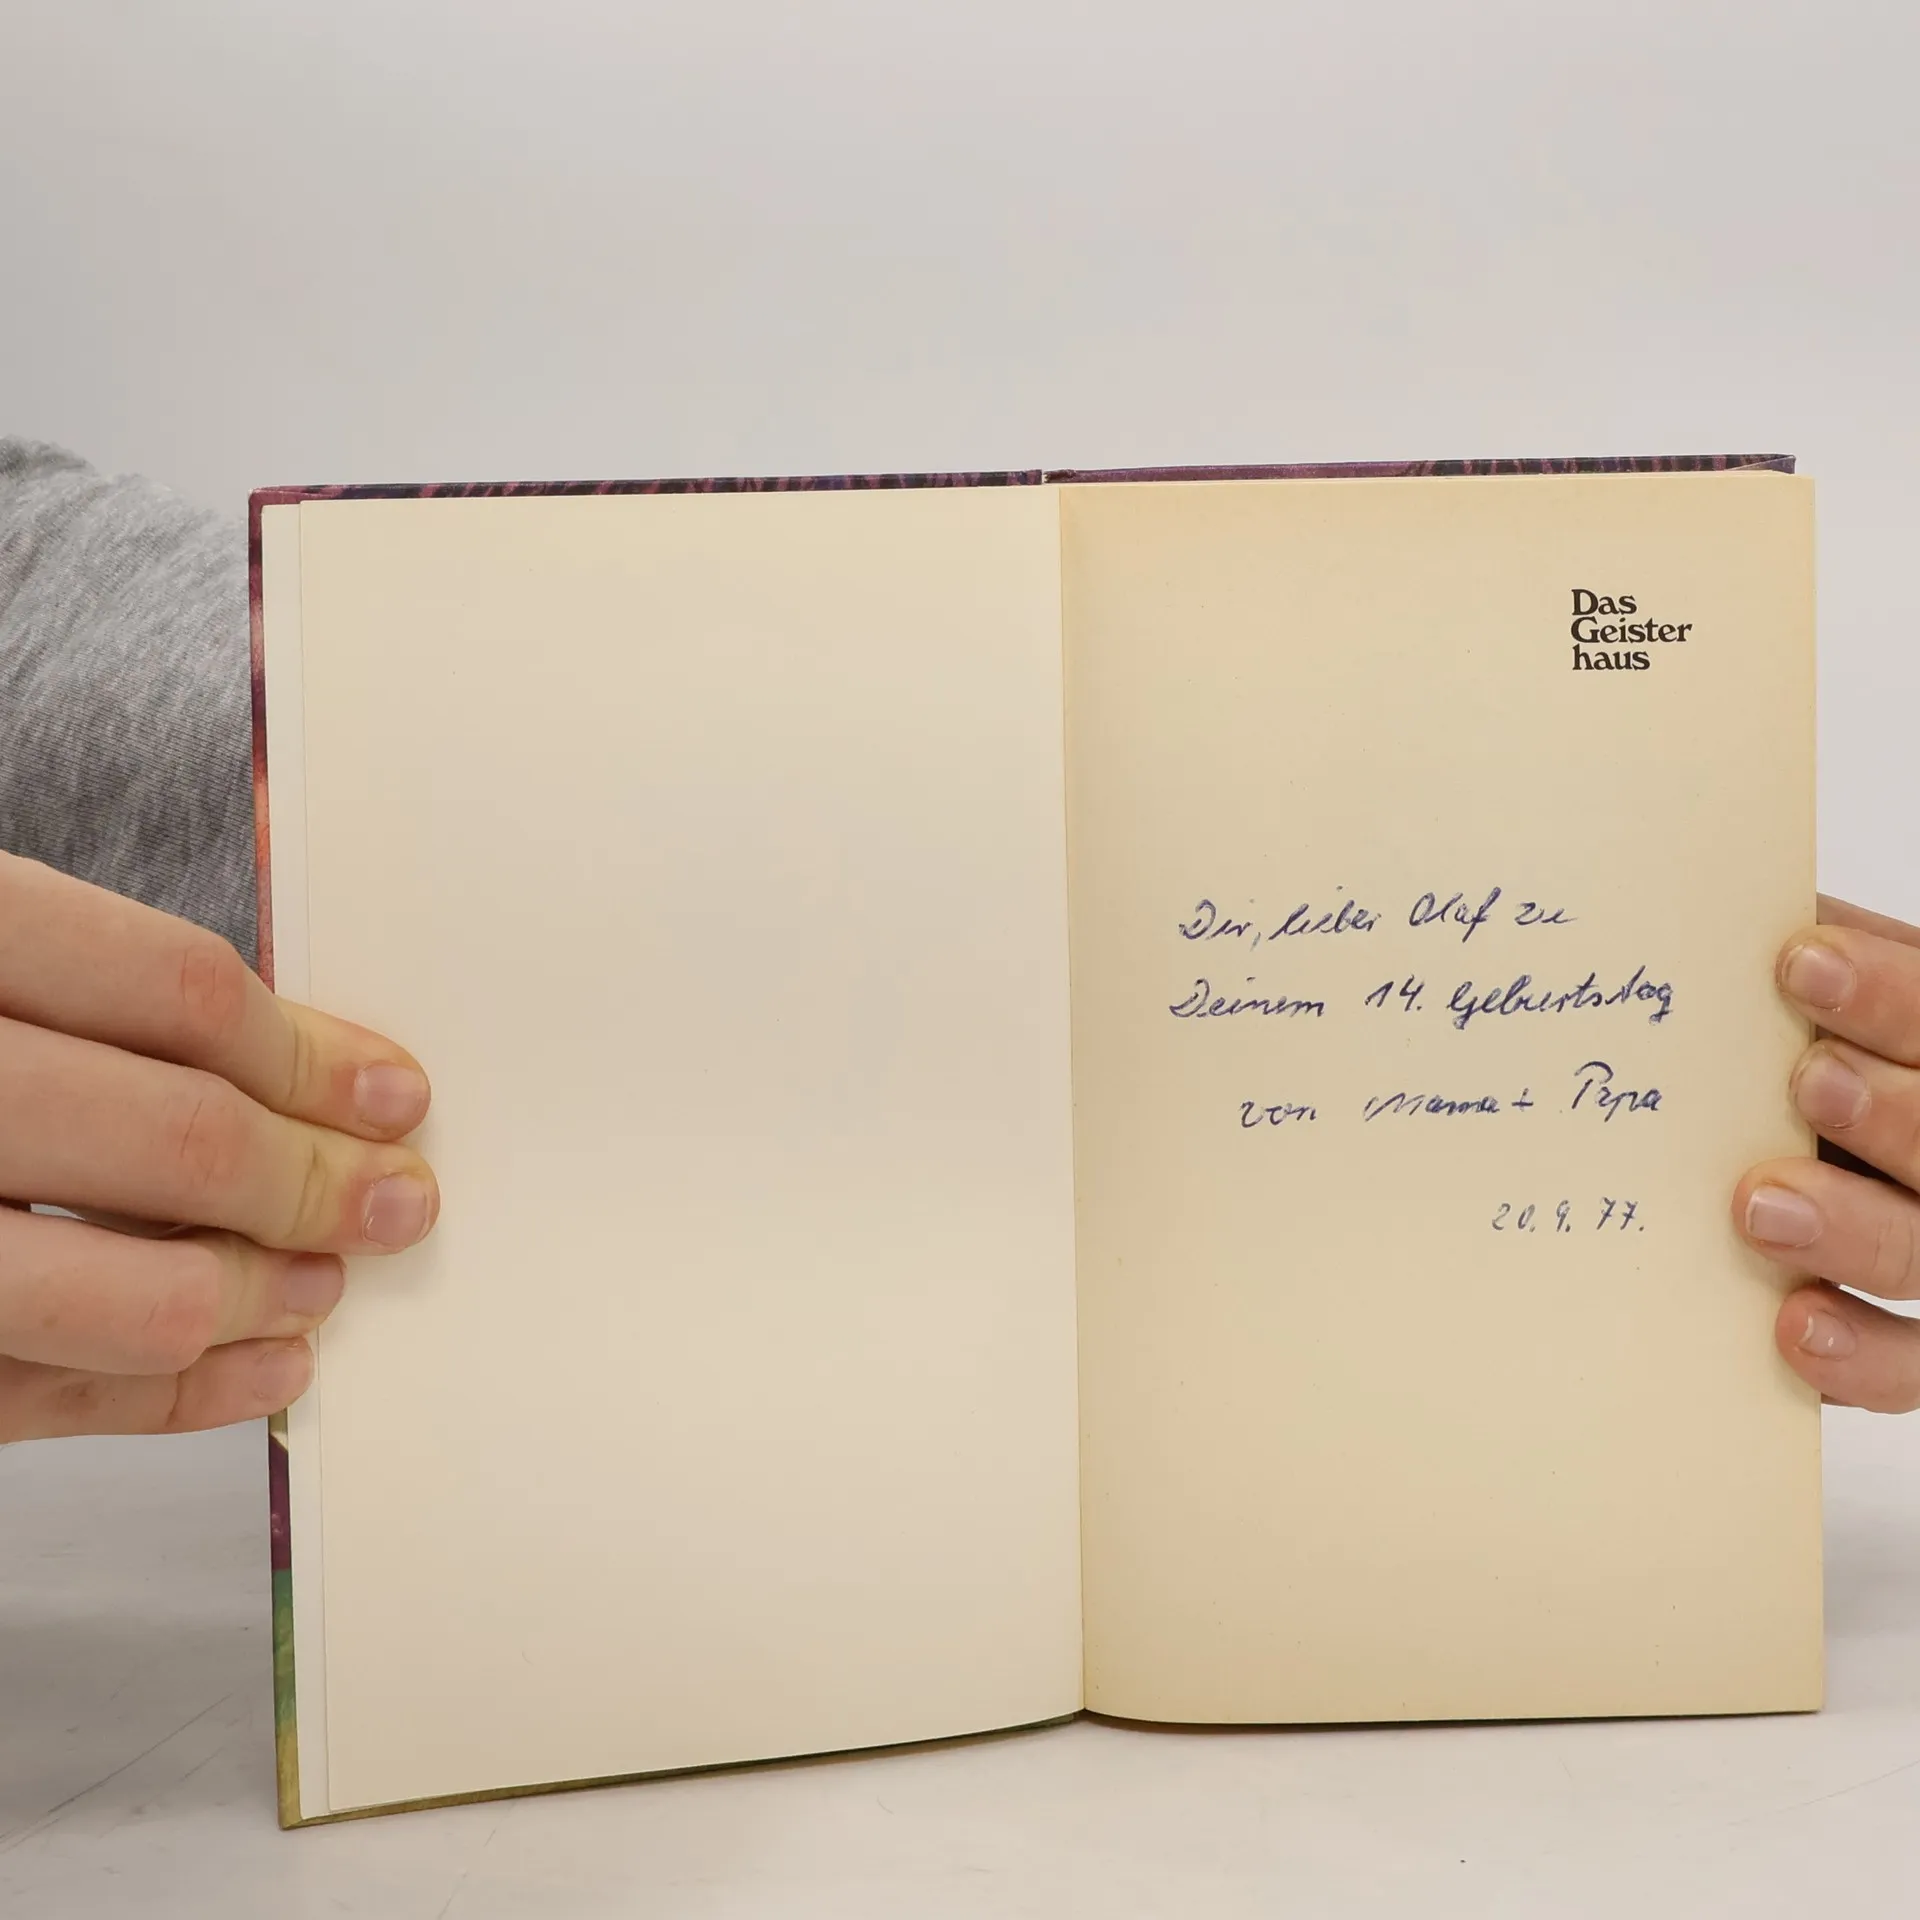 Das
Geister
haus
Dir, lieber Olaf zu
Deinem 14. Geburtstag
von Mama + Papa
20. 9. 77.